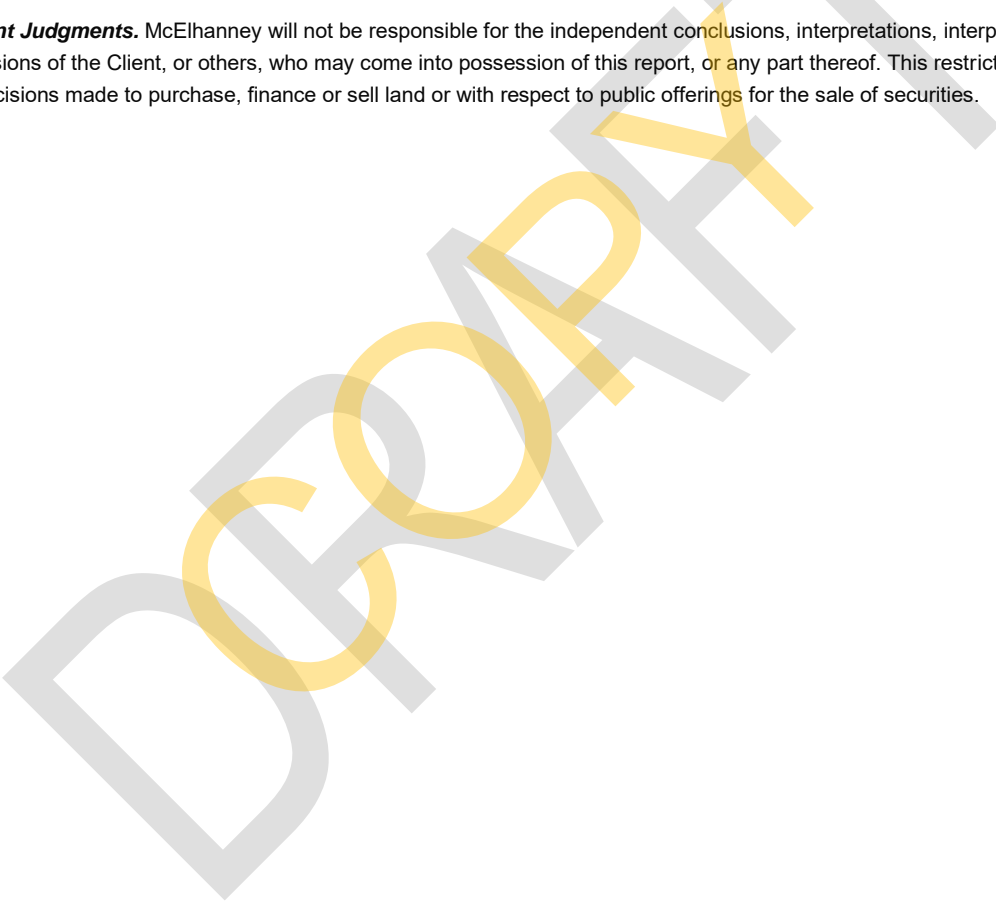 nt Judgments. McElhanney will not be responsible for the independent conclusions, interpretations, interp
sions of the Client, or others, who may come into possession of this report, or any part thereof. This restrict
cisions made to purchase, finance or sell land or with respect to public offerings for the sale of securities.
DRAFT
COPY